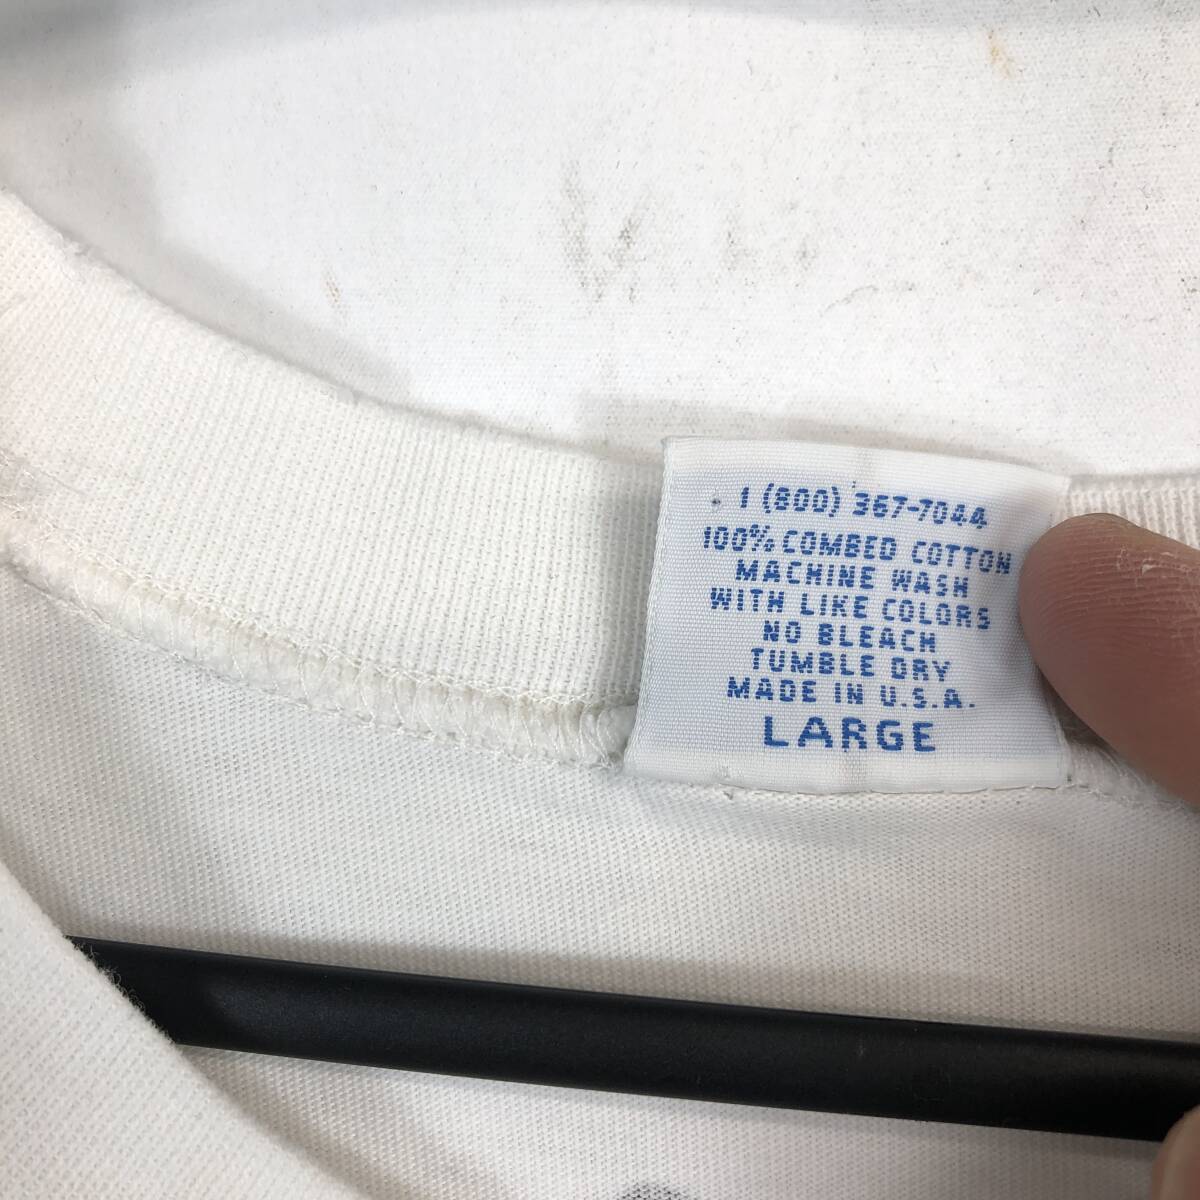 1 (800) 367-7044
100% COMBED COTTON
MACHINE WASH
WITH LIKE COLORS
NO BLEACH
TUMBLE DRY
MADE IN U.S.A.
LARGE